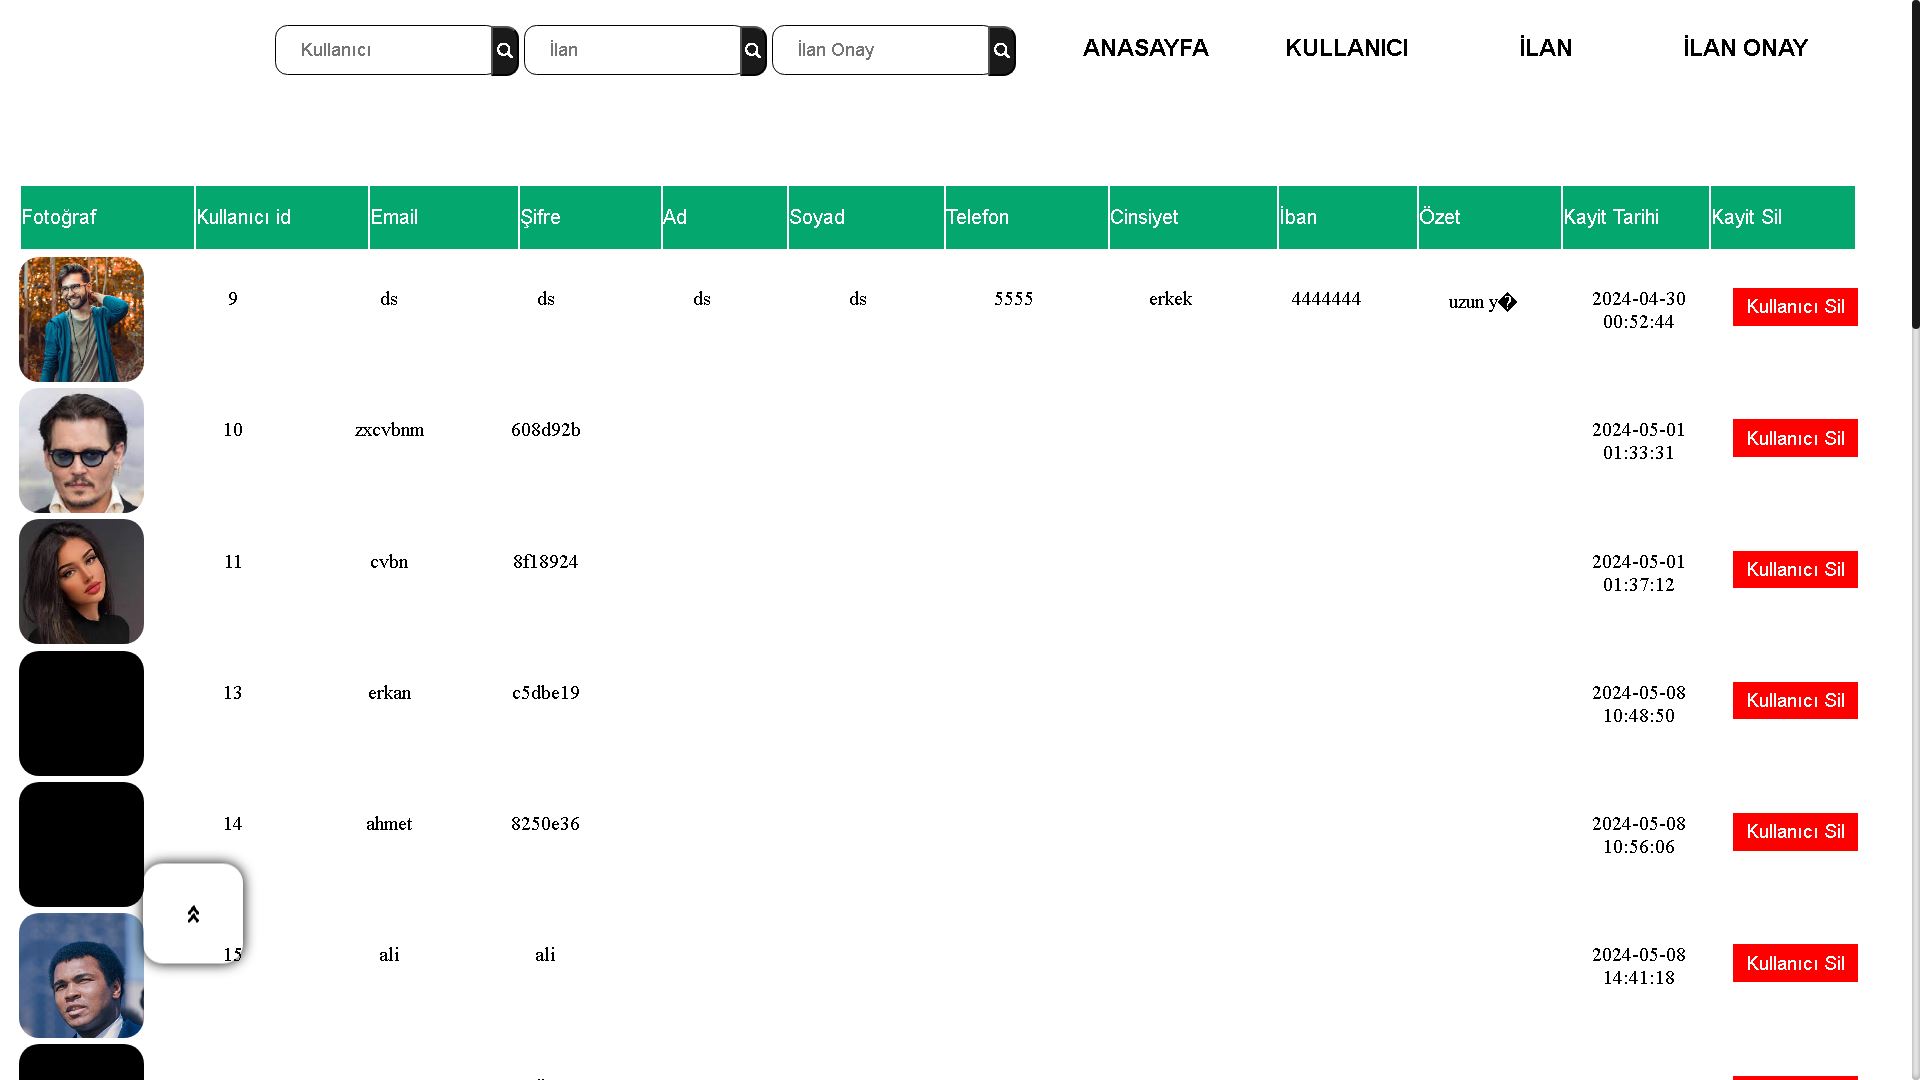 Kullanıcı İlan İlan Onay ANASAYFA KULLANICI İLAN İLAN ONAY
Fotoğraf Kullanıcı id Email Şifre Ad Soyad Telefon Cinsiyet İban Özet Kayit Tarihi Kayit Sil
9 ds ds ds ds 5555 erkek 4444444 uzun y� 2024-04-30 Kullanıcı Sil
00:52:44
10 zxcvbnm 608d92b 2024-05-01 Kullanıcı Sil
01:33:31
11 cvbn 8f18924 2024-05-01 Kullanıcı Sil
01:37:12
13 erkan c5dbe19 2024-05-08 Kullanıcı Sil
10:48:50
14 ahmet 8250e36 2024-05-08 Kullanıcı Sil
10:56:06
15 ali ali 2024-05-08 Kullanıcı Sil
14:41:18